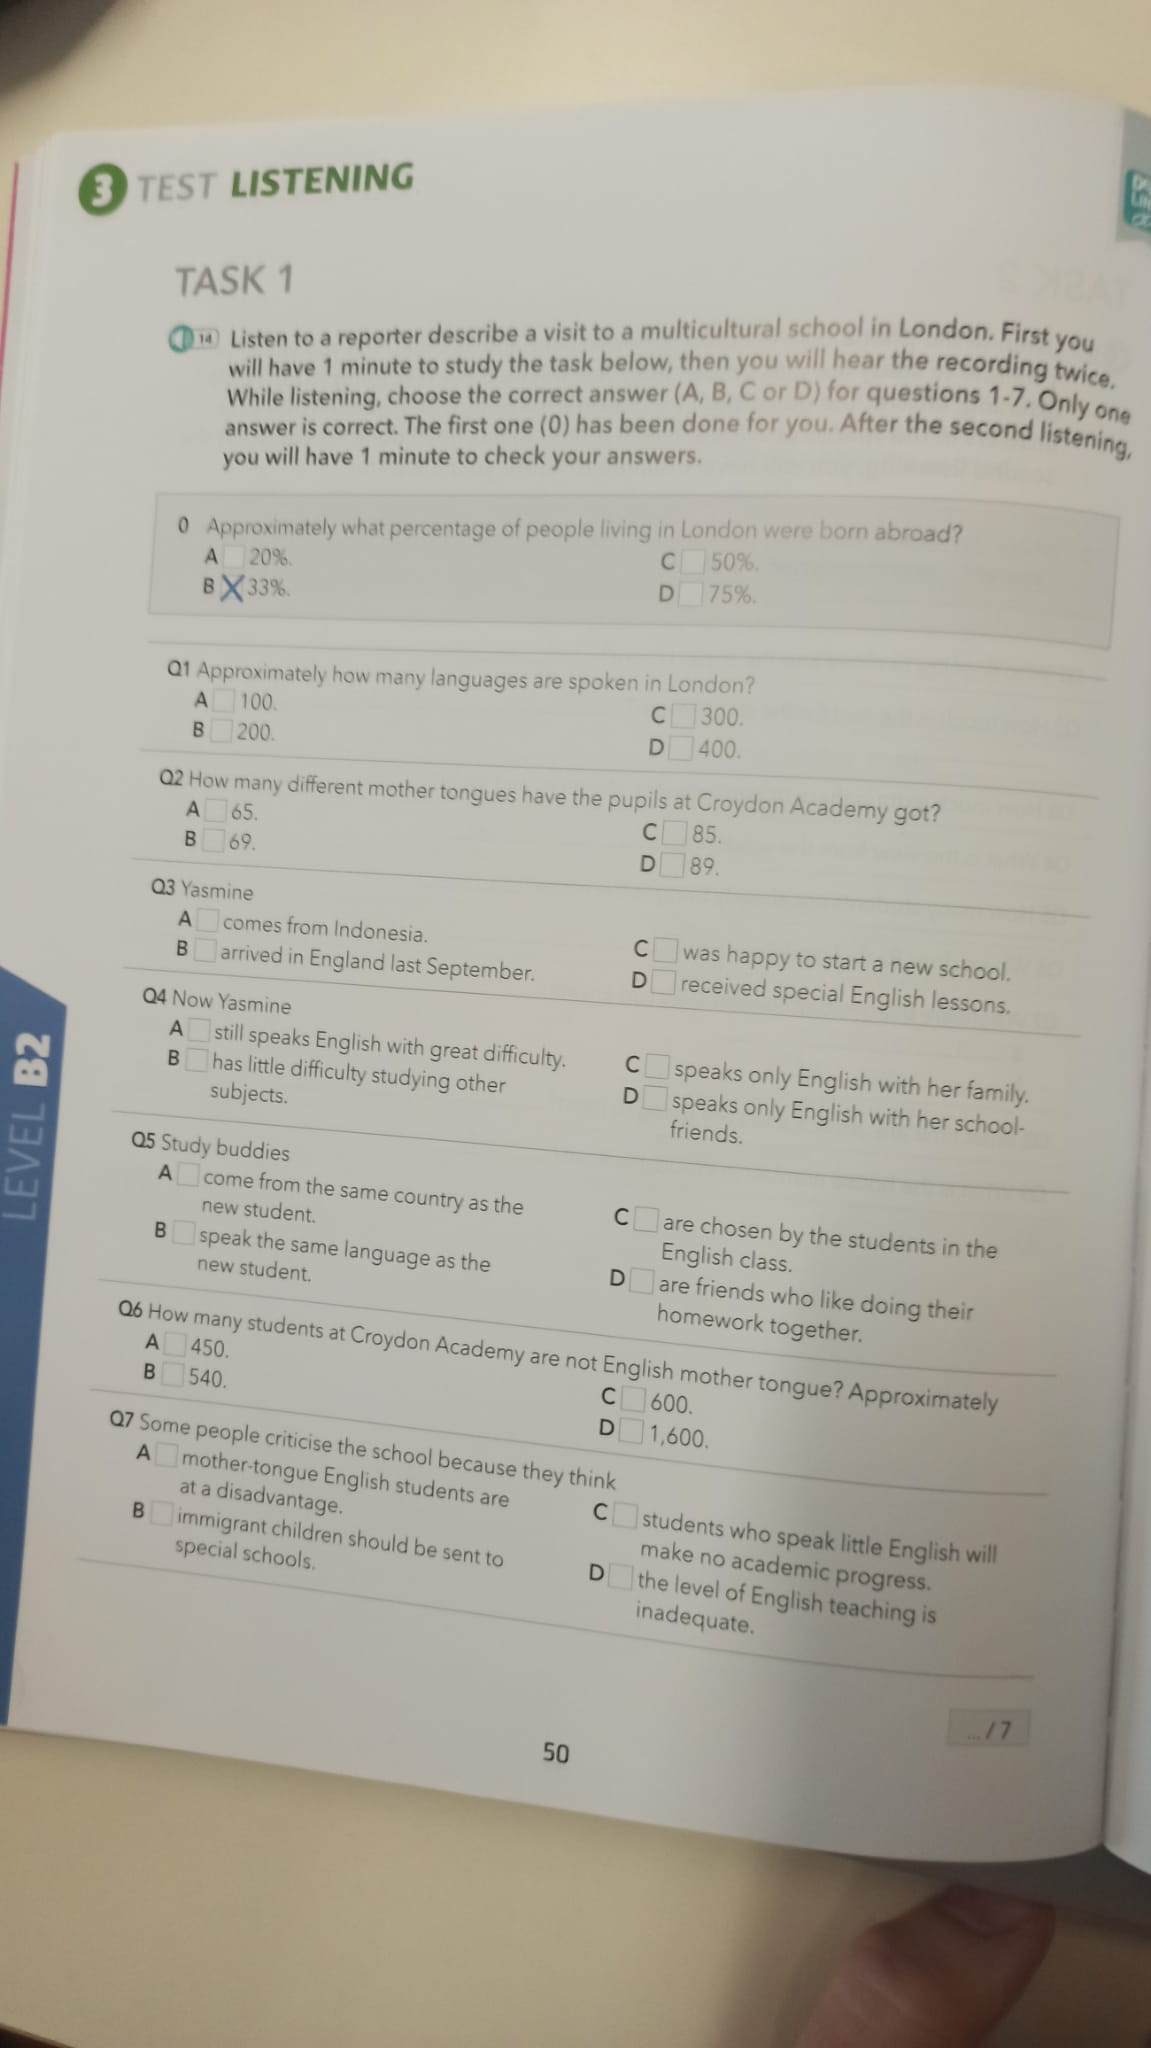 3 TEST LISTENING
TASK 1
14 Listen to a reporter describe a visit to a multicultural school in London. First you
will have 1 minute to study the task below, then you will hear the recording twice.
While listening, choose the correct answer (A, B, C or D) for questions 1-7. Only one
answer is correct. The first one (0) has been done for you. After the second listening,
you will have 1 minute to check your answers.
0 Approximately what percentage of people living in London were born abroad?
A 20%.
B X 33%.
C 50%.
D 75%.
Q1 Approximately how many languages are spoken in London?
A 100.
B 200.
C 300.
D 400.
Q2 How many different mother tongues have the pupils at Croydon Academy got?
A 65.
B 69.
C 85.
D 89.
Q3 Yasmine
A comes from Indonesia.
B arrived in England last September.
C was happy to start a new school.
D received special English lessons.
Q4 Now Yasmine
A still speaks English with great difficulty.
B has little difficulty studying other
subjects.
C speaks only English with her family.
D speaks only English with her school-
friends.
Q5 Study buddies
A come from the same country as the
new student.
B speak the same language as the
new student.
C are chosen by the students in the
English class.
D are friends who like doing their
homework together.
Q6 How many students at Croydon Academy are not English mother tongue? Approximately
A 450.
B 540.
C 600.
D 1,600.
Q7 Some people criticise the school because they think
A mother-tongue English students are
at a disadvantage.
B immigrant children should be sent to
special schools.
C students who speak little English will
make no academic progress.
D the level of English teaching is
inadequate.
... / 7
50
LEVEL B2